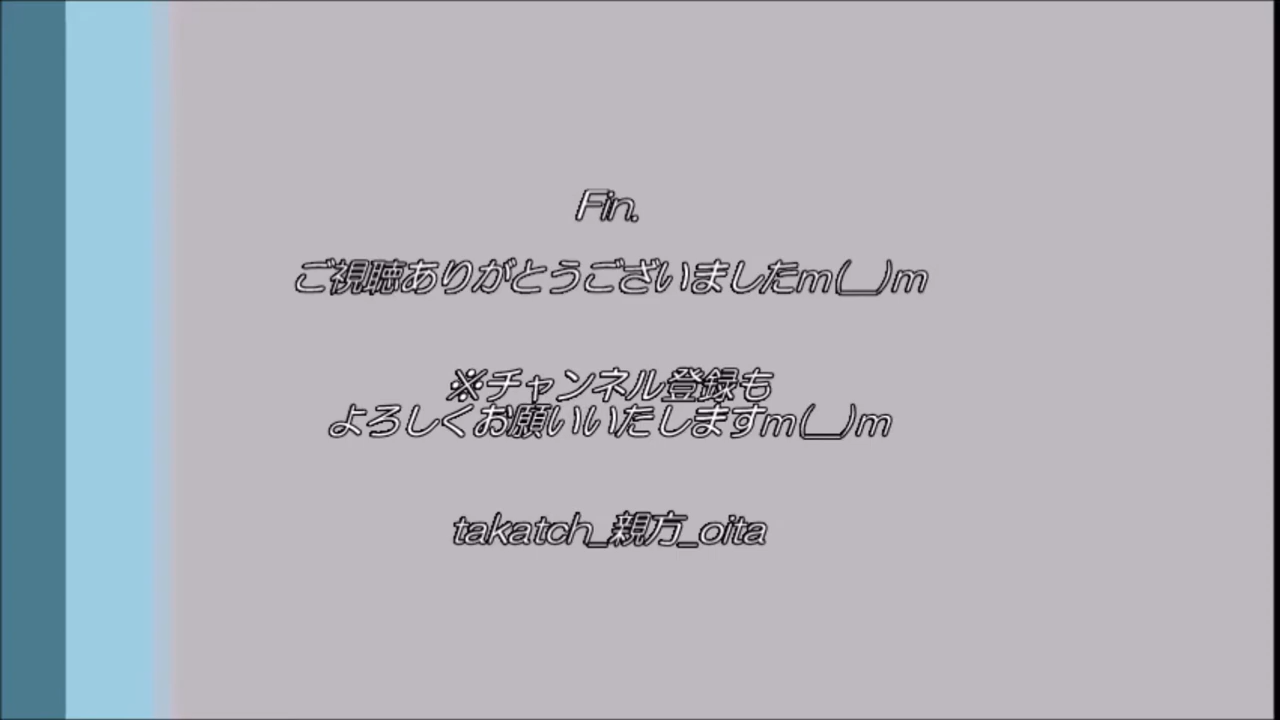 Fin.
ご視聴ありがとうございましたm(__)m
※チャンネル登録も
よろしくお願いいたしますm(__)m
takatch_親方_oita